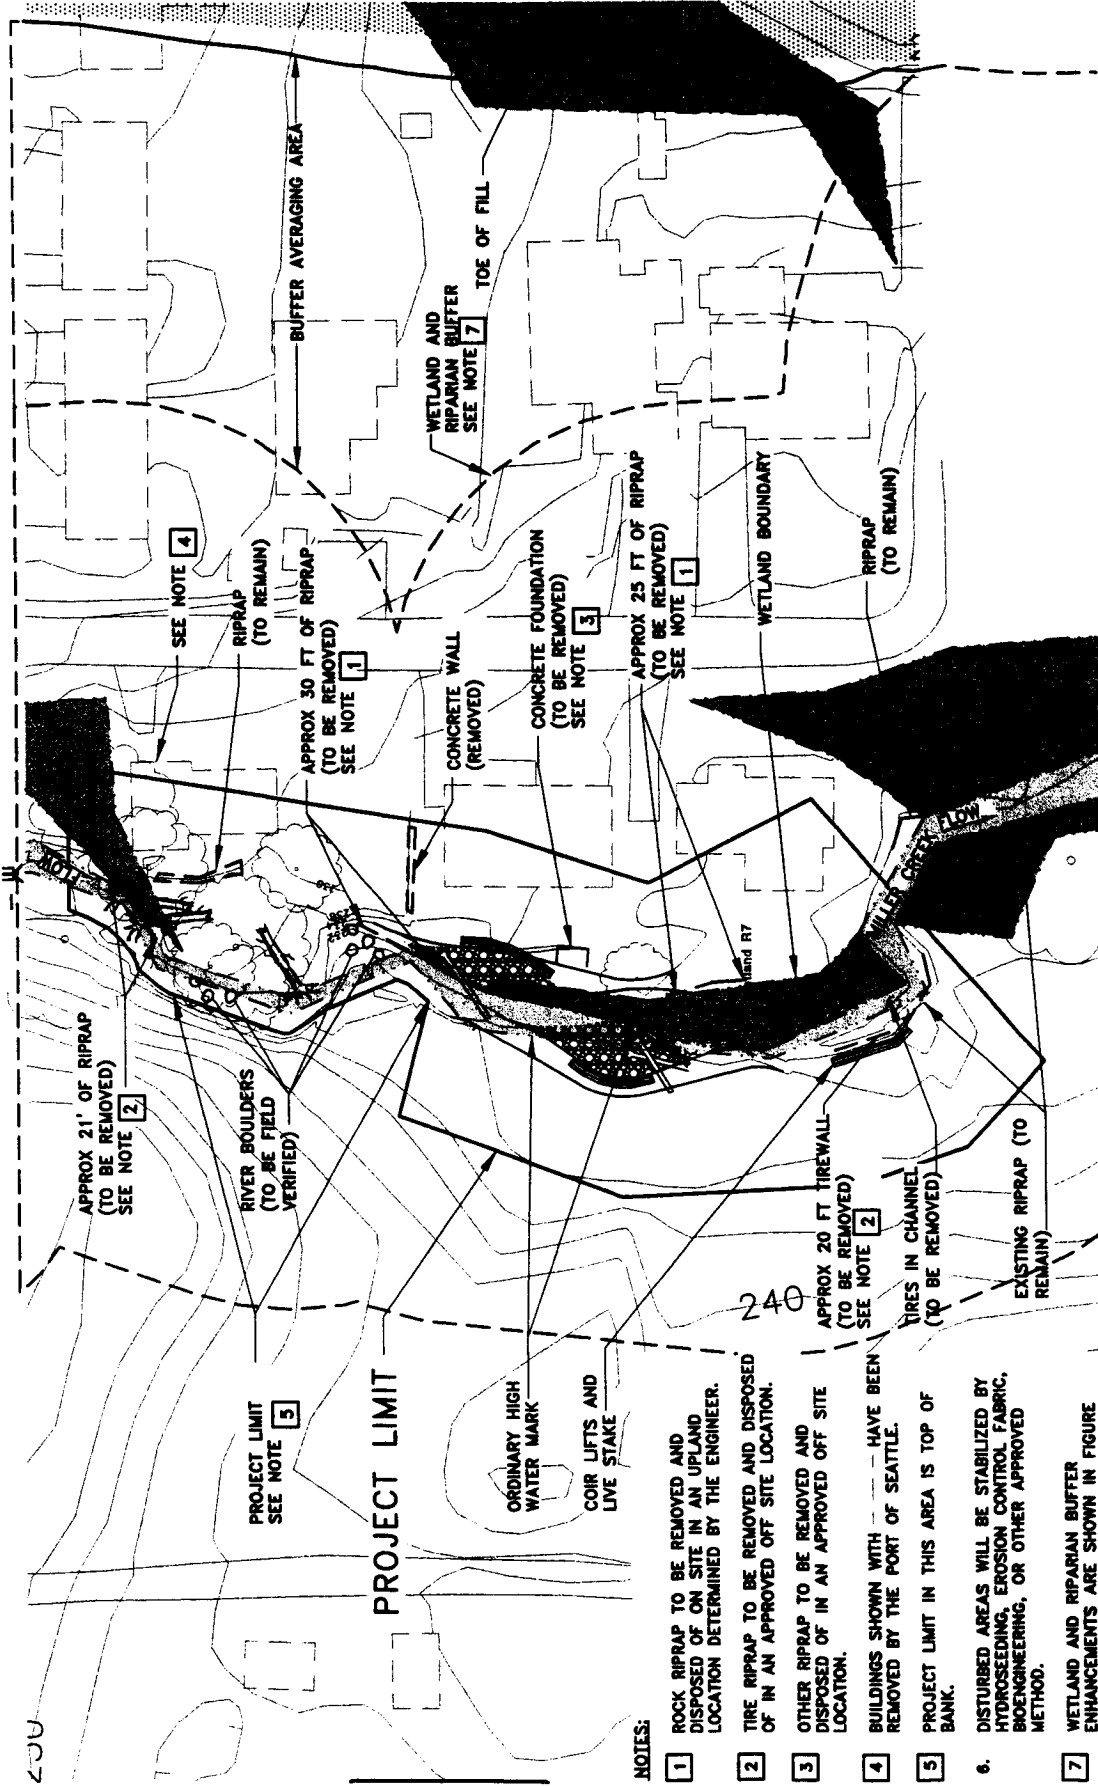 BUFFER AVERAGING AREA
TOE OF FILL
WETLAND AND
RIPARIAN BUFFER
SEE NOTE 7
SEE NOTE 4
RIPRAP
(TO REMAIN)
APPROX 30 FT OF RIPRAP
(TO BE REMOVED)
SEE NOTE 1
CONCRETE WALL
(REMOVED)
CONCRETE FOUNDATION
(TO BE REMOVED)
SEE NOTE 3
APPROX 25 FT OF RIPRAP
(TO BE REMOVED)
SEE NOTE 1
WETLAND BOUNDARY
RIPRAP
(TO REMAIN)
FLOW
MILLER CREEK FLOW
R7
APPROX 21' OF RIPRAP
(TO BE REMOVED)
SEE NOTE 2
RIVER BOULDERS
(TO BE FIELD
VERIFIED)
APPROX 20 FT TIREWALL
(TO BE REMOVED)
SEE NOTE 2
TIRES IN CHANNEL
(TO BE REMOVED)
EXISTING RIPRAP (TO
REMAIN)
240
PROJECT LIMIT
SEE NOTE 5
PROJECT LIMIT
ORDINARY HIGH
WATER MARK
COIR LIFTS AND
LIVE STAKE
NOTES:
1 ROCK RIPRAP TO BE REMOVED AND
DISPOSED OF ON SITE IN AN UPLAND
LOCATION DETERMINED BY THE ENGINEER.
2 TIRE RIPRAP TO BE REMOVED AND DISPOSED
OF IN AN APPROVED OFF SITE LOCATION.
3 OTHER RIPRAP TO BE REMOVED AND
DISPOSED OF IN AN APPROVED OFF SITE
LOCATION.
4 BUILDINGS SHOWN WITH — — — HAVE BEEN
REMOVED BY THE PORT OF SEATTLE.
5 PROJECT LIMIT IN THIS AREA IS TOP OF
BANK.
6. DISTURBED AREAS WILL BE STABILIZED BY
HYDROSEEDING, EROSION CONTROL FABRIC,
BIOENGINEERING, OR OTHER APPROVED
METHOD.
7 WETLAND AND RIPARIAN BUFFER
ENHANCEMENTS ARE SHOWN IN FIGURE